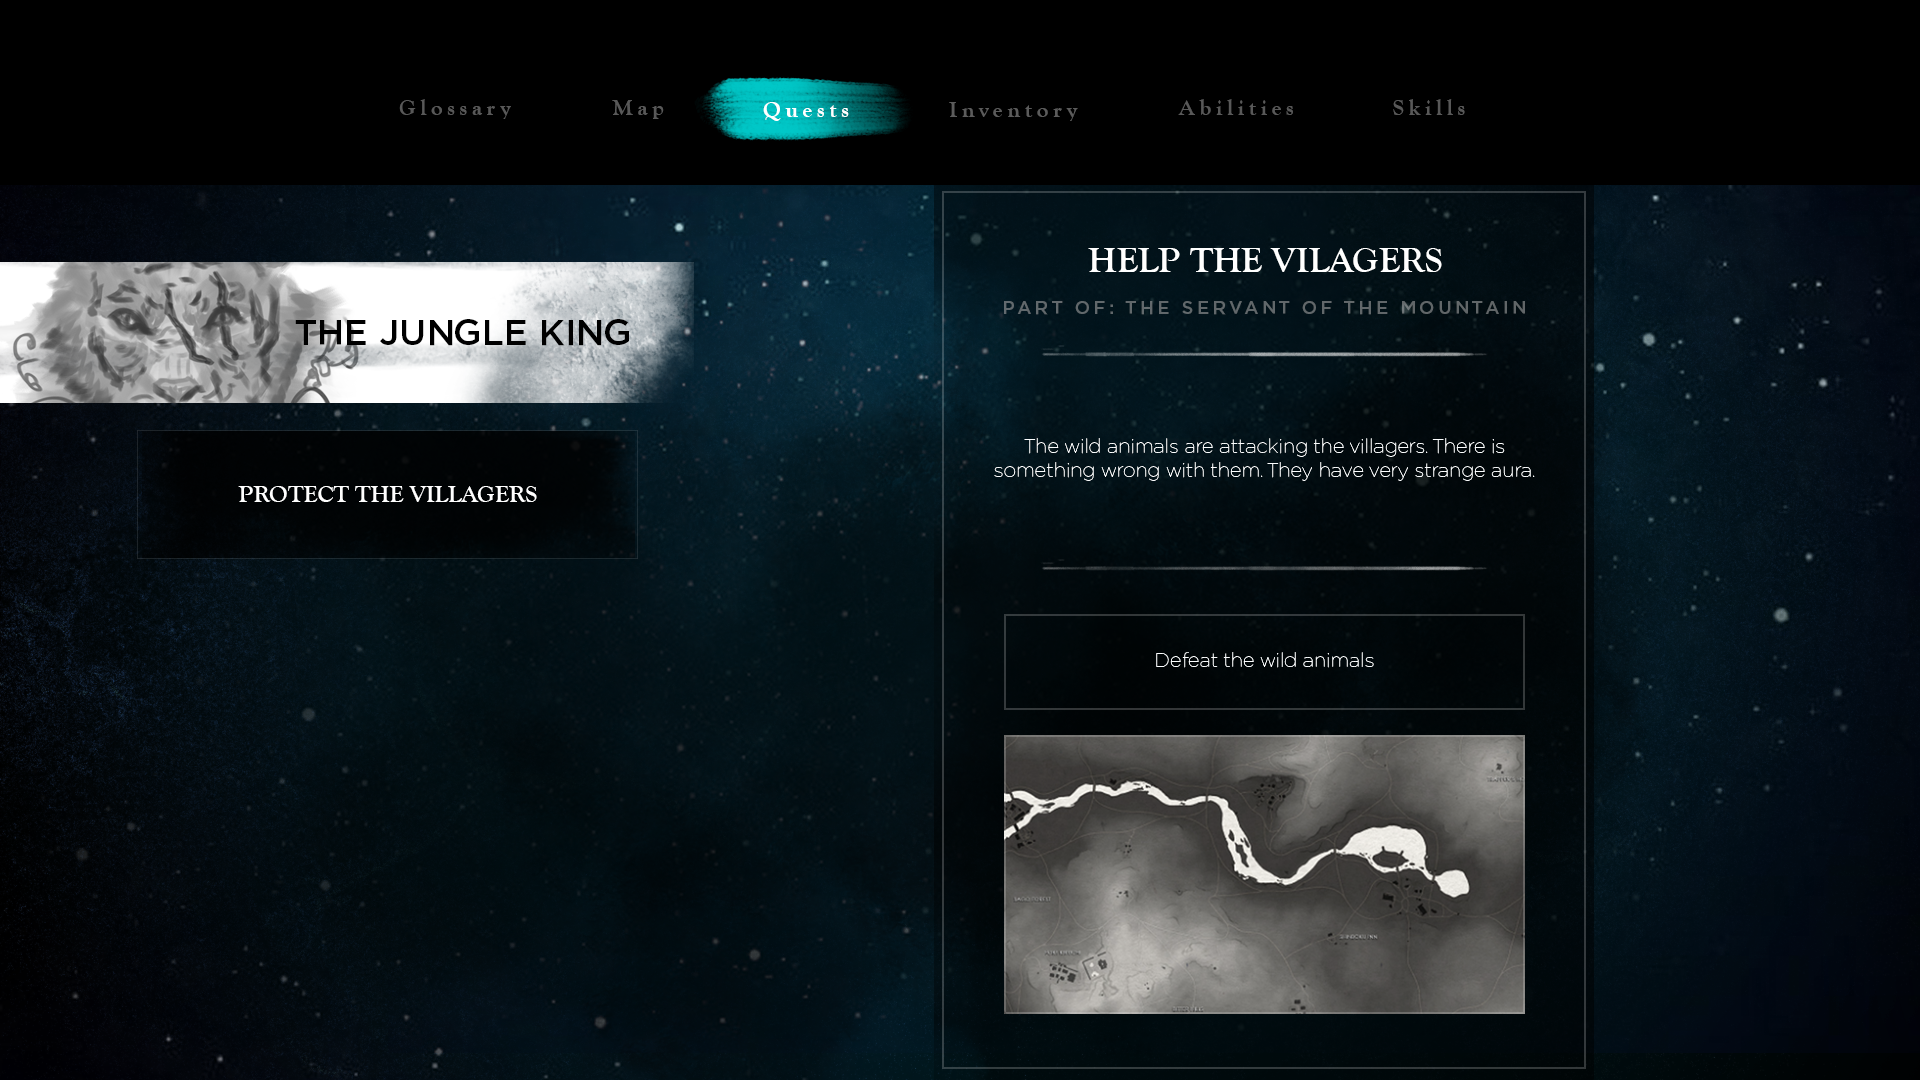 Glossary
Map
Quests
Inventory
Abilities
Skills
THE JUNGLE KING
PROTECT THE VILLAGERS
HELP THE VILAGERS
PART OF: THE SERVANT OF THE MOUNTAIN
The wild animals are attacking the villagers. There is
something wrong with them. They have very strange aura.
Defeat the wild animals